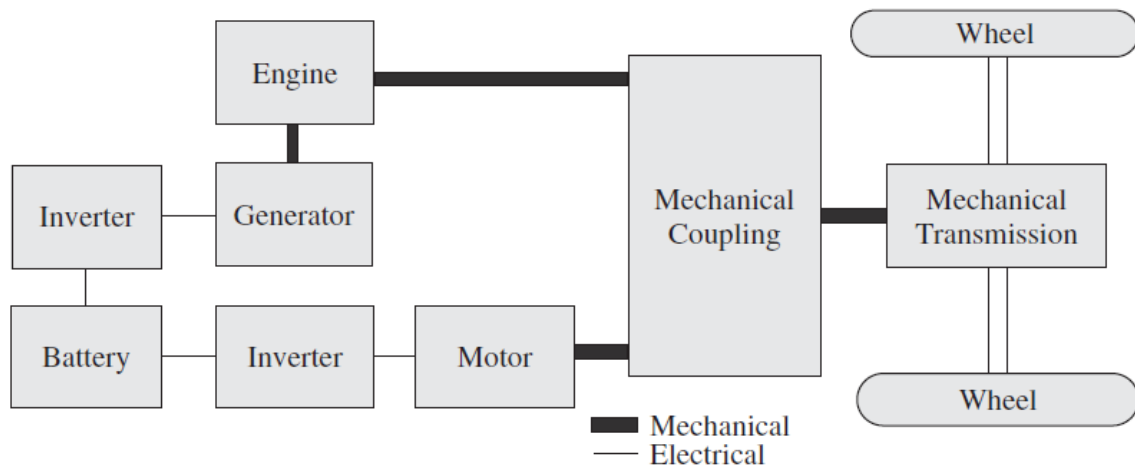 Wheel
Engine
Mechanical
Coupling
Inverter
Generator
Mechanical
Transmission
Battery
Inverter
Motor
Wheel
Mechanical
Electrical